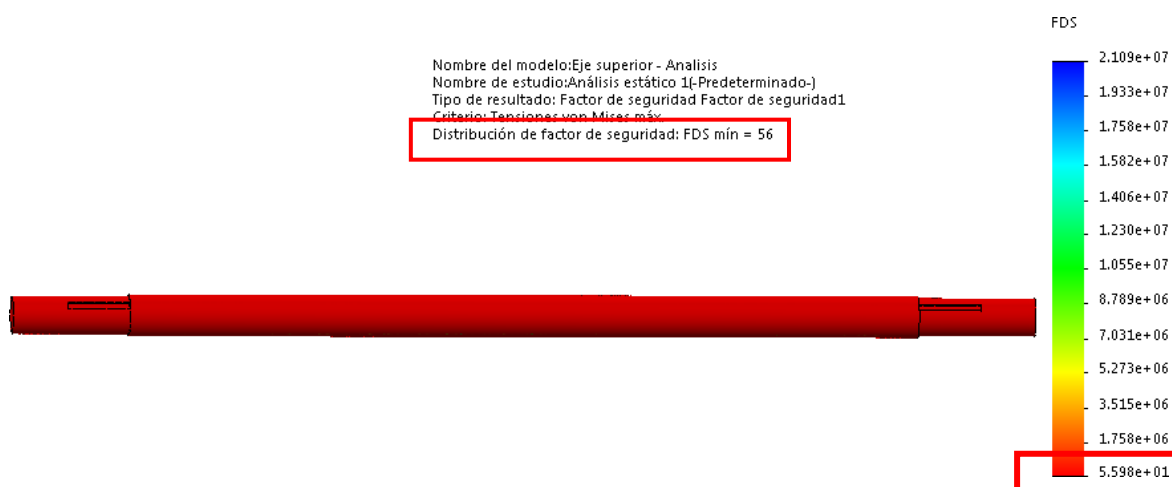 FDS
Nombre del modelo:Eje superior - Analisis
Nombre de estudio:Análisis estático 1(-Predeterminado-)
Tipo de resultado: Factor de seguridad Factor de seguridad1
Criterio: Tensiones von Mises máx.
Distribución de factor de seguridad: FDS mín = 56
2.109e+07
1.933e+07
1.758e+07
1.582e+07
1.406e+07
1.230e+07
1.055e+07
8.789e+06
7.031e+06
5.273e+06
3.515e+06
1.758e+06
5.598e+01